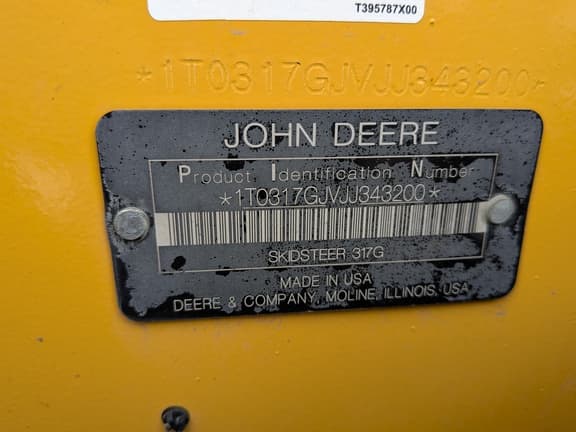 T395787X00
*1T0317GJVJJ343200*
JOHN DEERE
Product Identification Number
*1T0317GJVJJ343200*
SKIDSTEER 317G
MADE IN USA
DEERE & COMPANY, MOLINE, ILLINOIS, USA